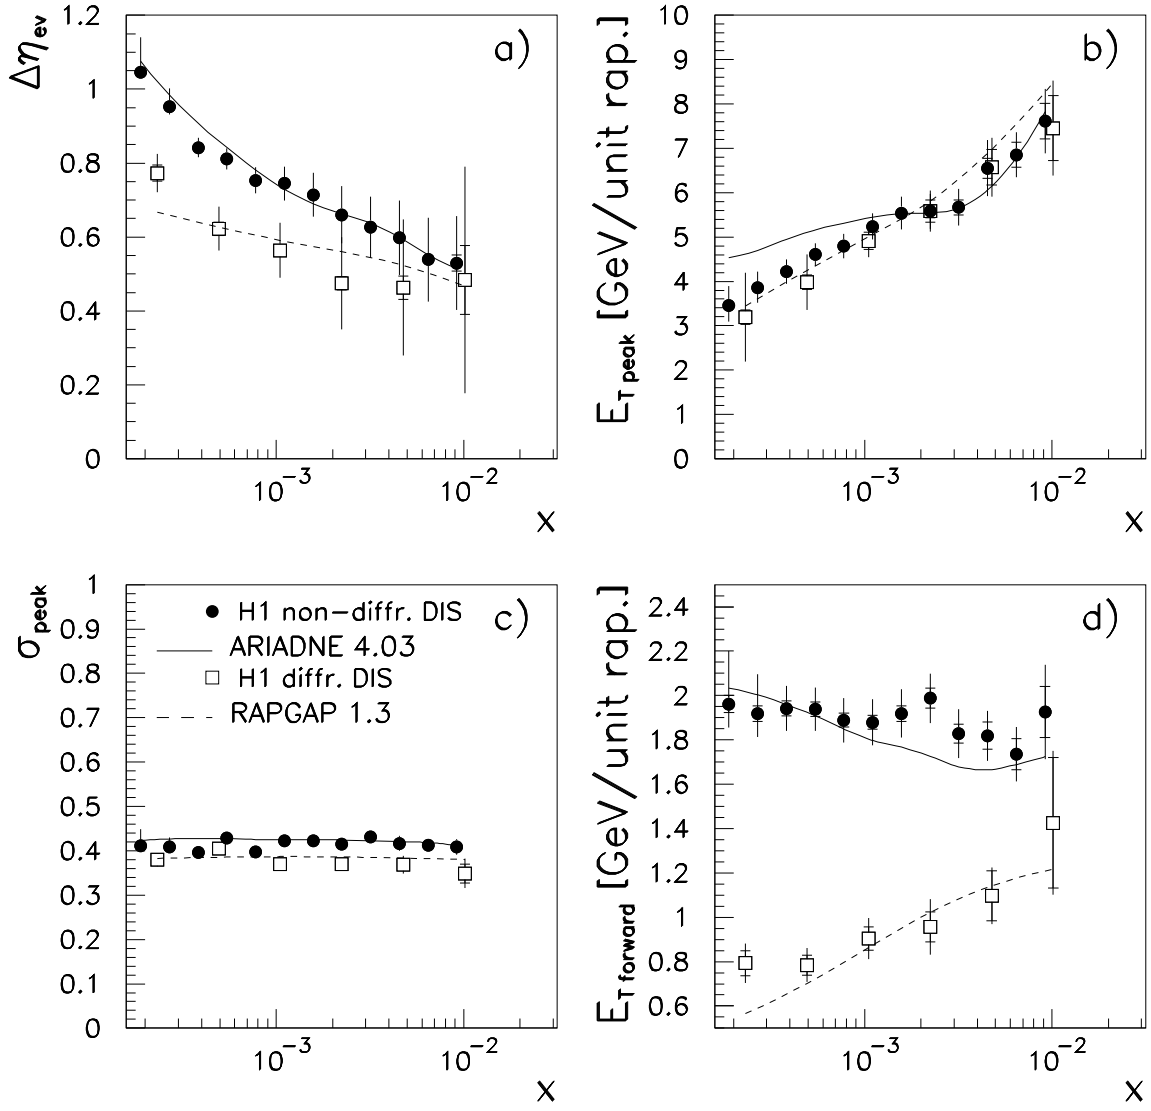 Δη_ev
1.2
1
0.8
0.6
0.4
0.2
0
a)
10⁻³
10⁻²
x
E_T peak [GeV/unit rap.]
10
9
8
7
6
5
4
3
2
1
0
b)
10⁻³
10⁻²
x
σ_peak
1
0.9
0.8
0.7
0.6
0.5
0.4
0.3
0.2
0.1
0
H1 non-diffr. DIS
ARIADNE 4.03
H1 diffr. DIS
RAPGAP 1.3
c)
10⁻³
10⁻²
x
E_T forward [GeV/unit rap.]
2.4
2.2
2
1.8
1.6
1.4
1.2
1
0.8
0.6
d)
10⁻³
10⁻²
x